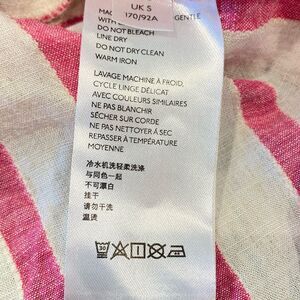 UK S
170/92A
GENTLE
DO NOT BLEACH
LINE DRY
DO NOT DRY CLEAN
WARM IRON
LAVAGE MACHINE À FROID,
CYCLE LINGE DÉLICAT
AVEC COULEURS SIMILAIRES
NE PAS BLANCHIR
SÉCHER SUR CORDE
NE PAS NETTOYER À SEC
REPASSER À TEMPÉRATURE
MOYENNE
冷水机洗轻柔洗涤
与同色一起
不可漂白
挂干
请勿干洗
温烫
30